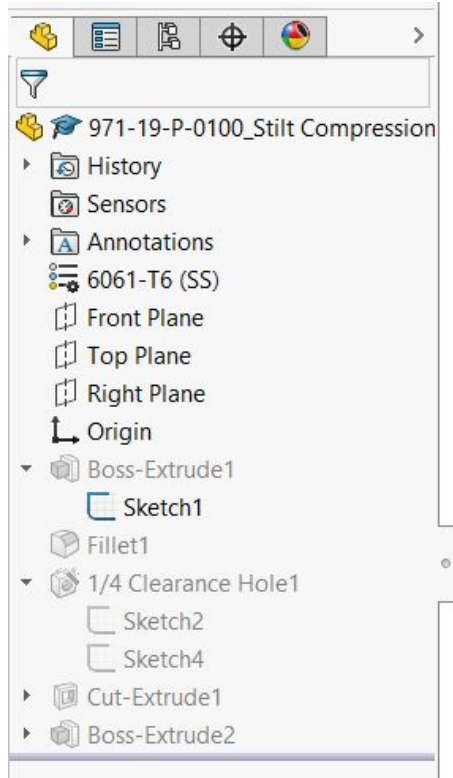 971-19-P-0100_Stilt Compression
History
Sensors
A Annotations
6061-T6 (SS)
Front Plane
Top Plane
Right Plane
Origin
Boss-Extrude1
Sketch1
Fillet1
1/4 Clearance Hole1
Sketch2
Sketch4
Cut-Extrude1
Boss-Extrude2